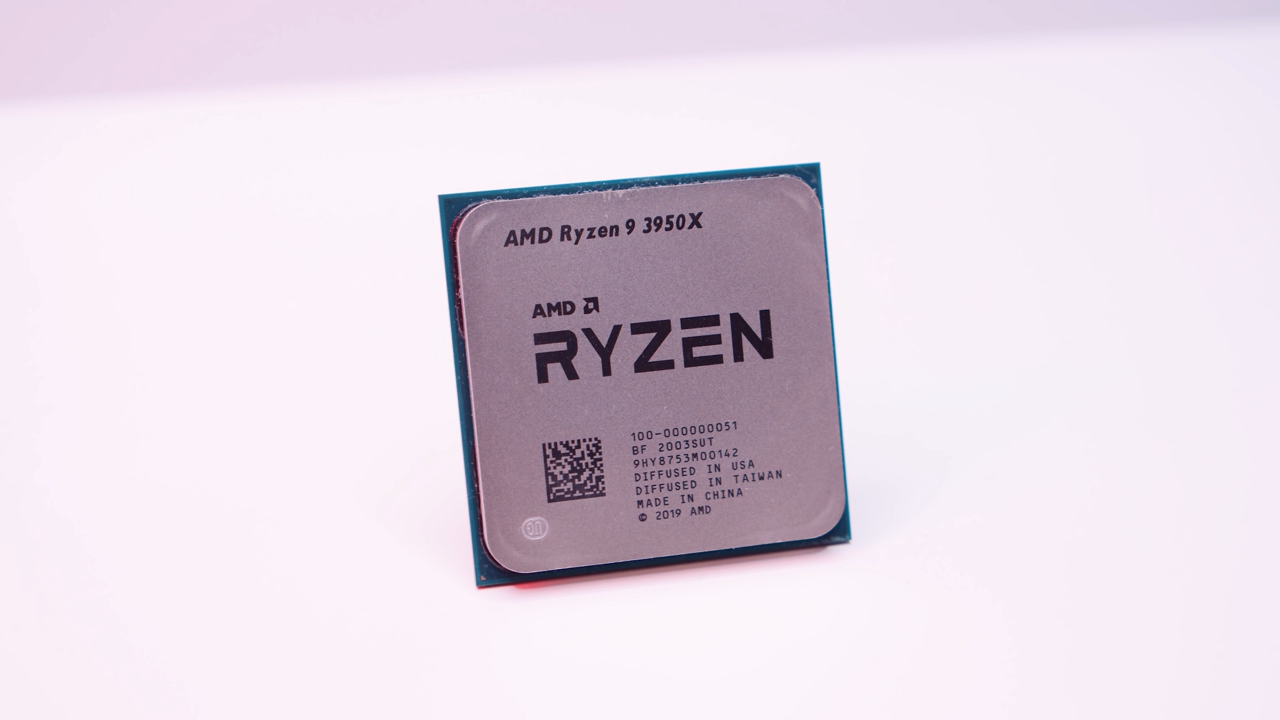 AMD Ryzen 9 3950X
AMD
RYZEN
100-000000051
BF 2003SUT
9HY8753M00142
DIFFUSED IN USA
DIFFUSED IN TAIWAN
MADE IN CHINA
© 2019 AMD